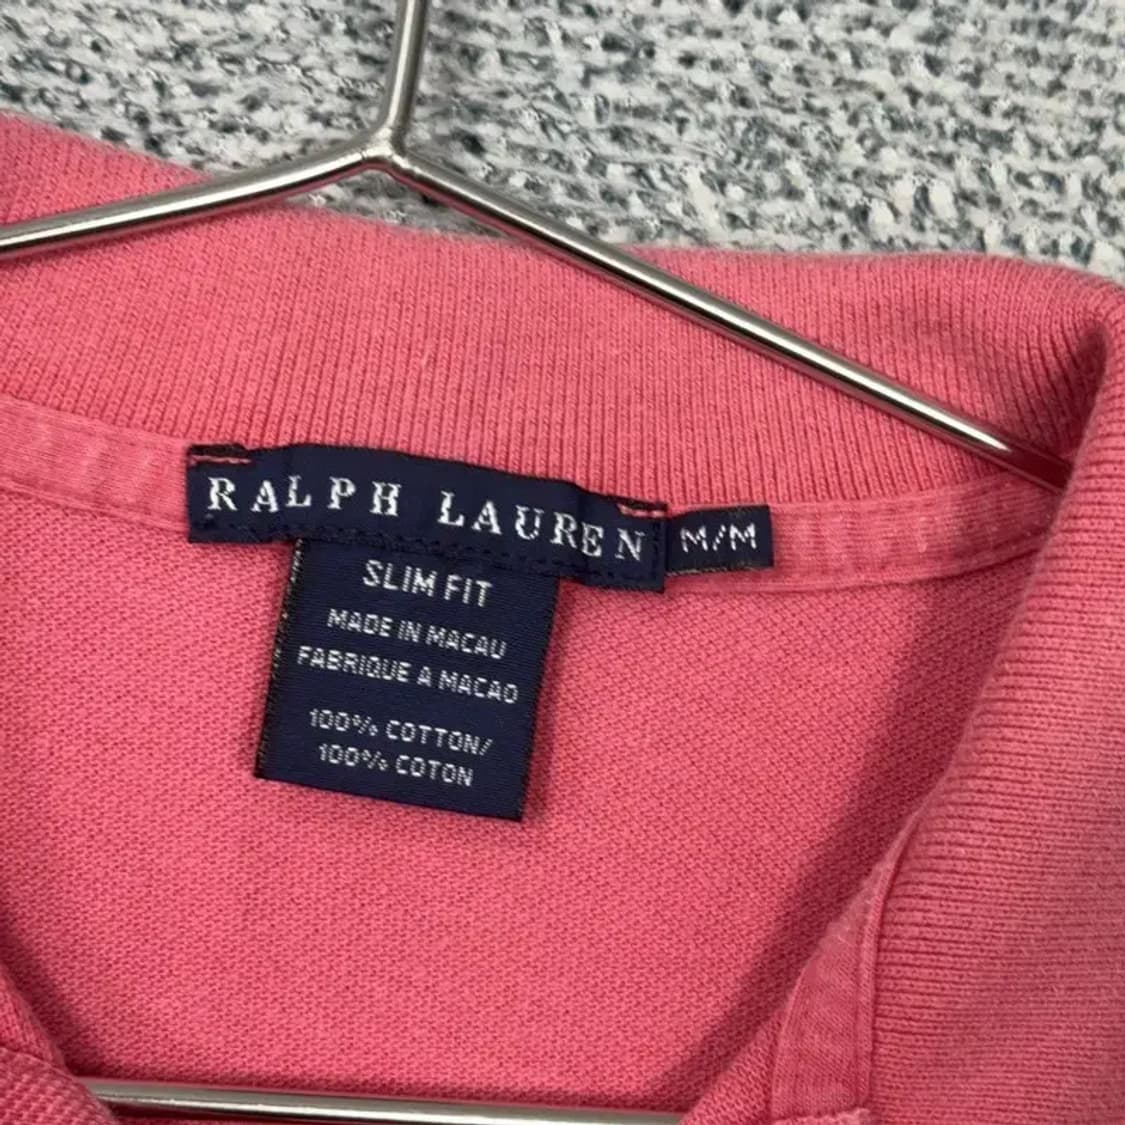 RALPH LAUREN
M/M
SLIM FIT
MADE IN MACAU
FABRIQUE A MACAO
100% COTTON/
100% COTON